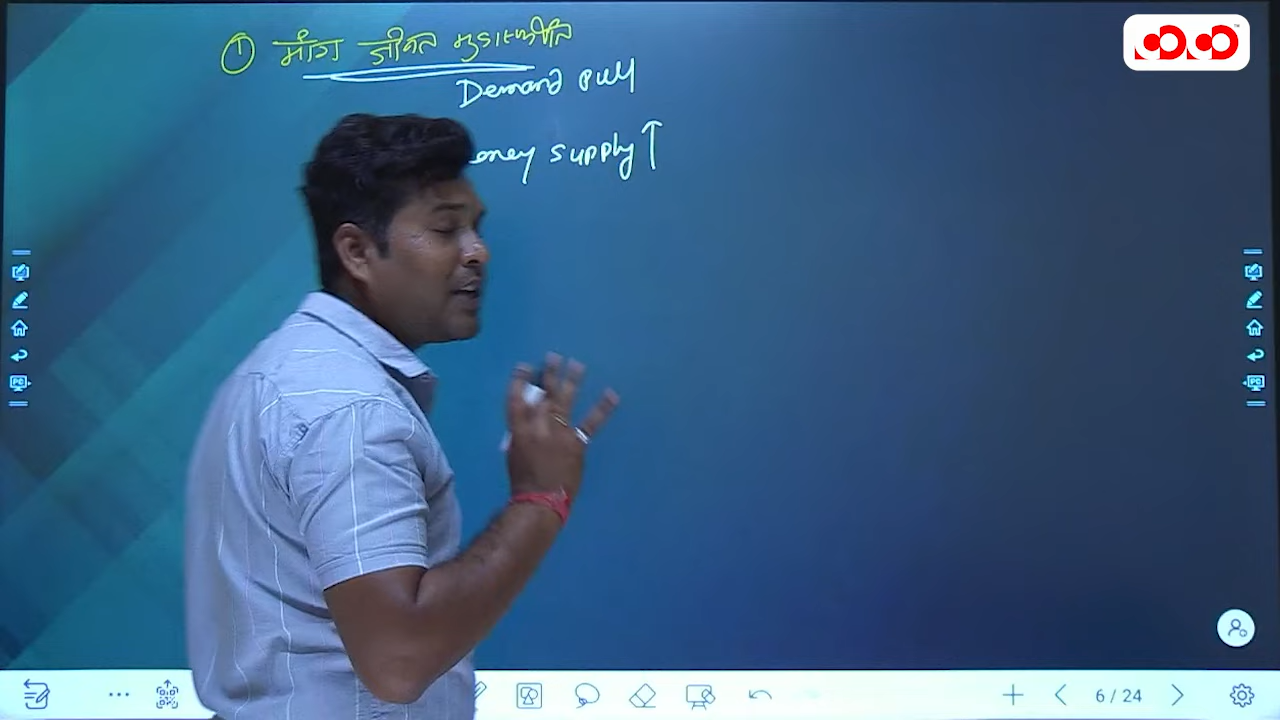 ① मांग जनित मुद्रास्फीति
Demand pull
oney supply ↑
6 / 24